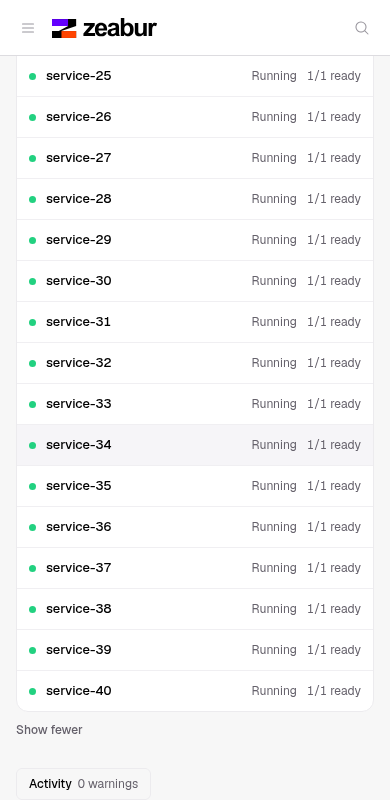 zeabur
service-25 Running 1/1 ready
service-26 Running 1/1 ready
service-27 Running 1/1 ready
service-28 Running 1/1 ready
service-29 Running 1/1 ready
service-30 Running 1/1 ready
service-31 Running 1/1 ready
service-32 Running 1/1 ready
service-33 Running 1/1 ready
service-34 Running 1/1 ready
service-35 Running 1/1 ready
service-36 Running 1/1 ready
service-37 Running 1/1 ready
service-38 Running 1/1 ready
service-39 Running 1/1 ready
service-40 Running 1/1 ready
Show fewer
Activity 0 warnings